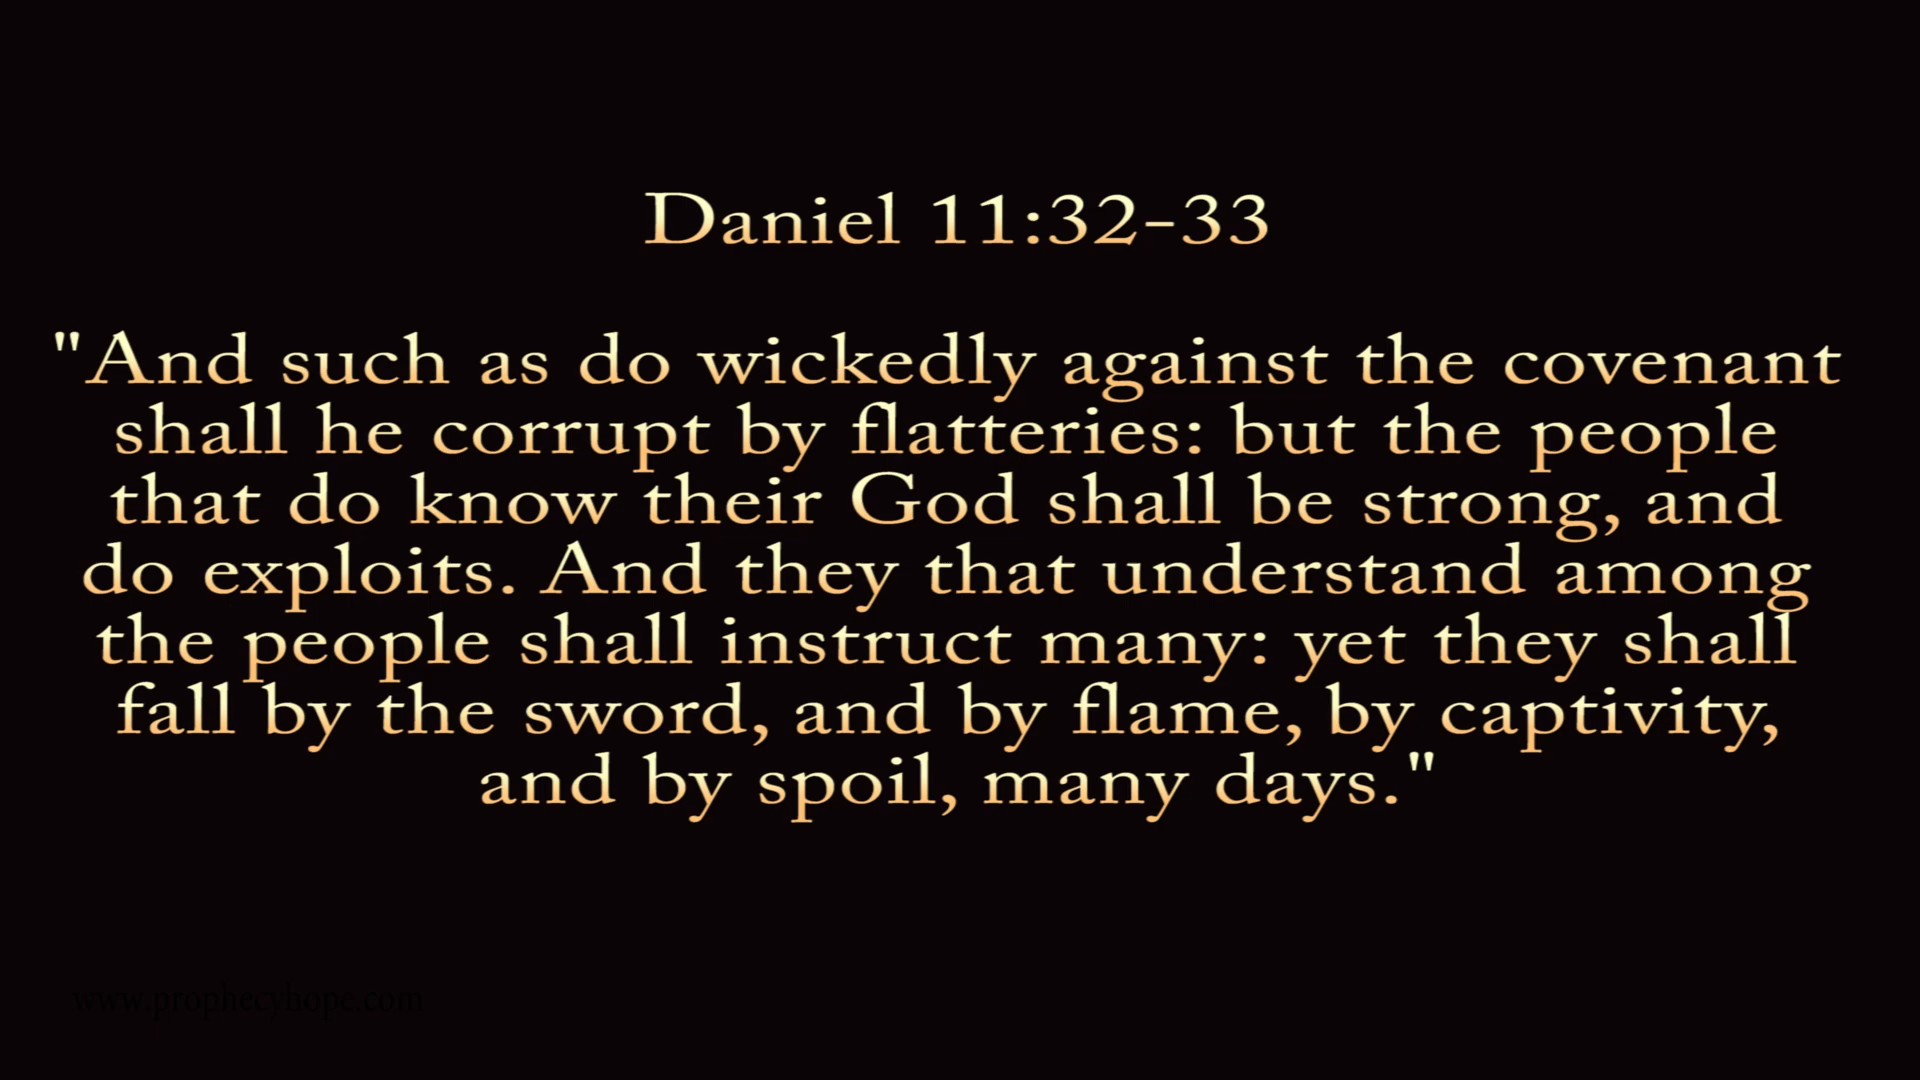 Daniel 11:32-33
"And such as do wickedly against the covenant
shall he corrupt by flatteries: but the people
that do know their God shall be strong, and
do exploits. And they that understand among
the people shall instruct many: yet they shall
fall by the sword, and by flame, by captivity,
and by spoil, many days."
www.prophecyhope.com